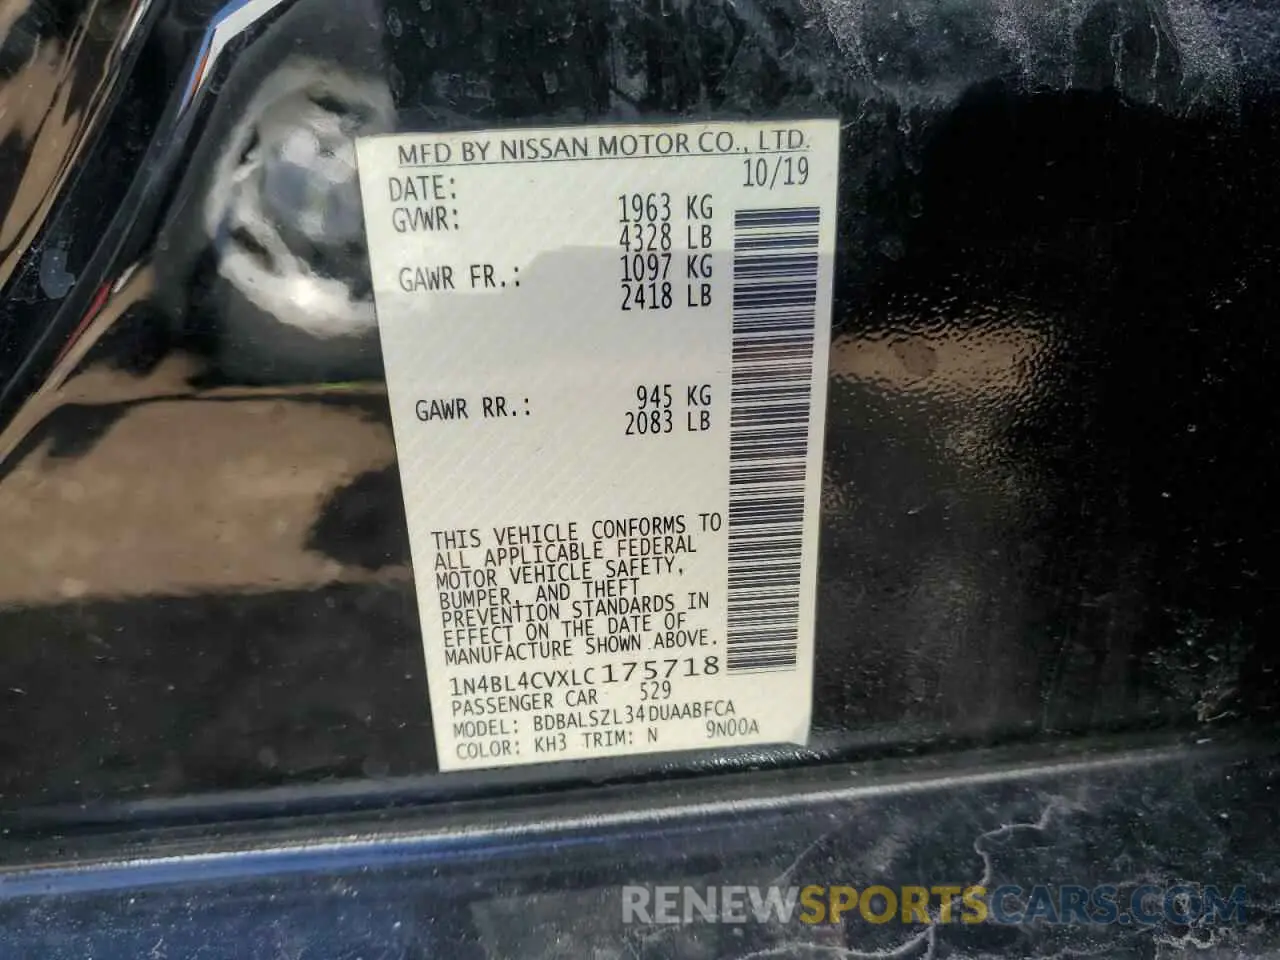 MFD BY NISSAN MOTOR CO., LTD.
DATE: 10/19
GVWR: 1963 KG
4328 LB
GAWR FR.: 1097 KG
2418 LB
GAWR RR.: 945 KG
2083 LB
THIS VEHICLE CONFORMS TO
ALL APPLICABLE FEDERAL
MOTOR VEHICLE SAFETY,
BUMPER, AND THEFT
PREVENTION STANDARDS IN
EFFECT ON THE DATE OF
MANUFACTURE SHOWN ABOVE.
1N4BL4CVXLC175718
PASSENGER CAR 529
MODEL: BDBALSZL34DUAABFCA
COLOR: KH3 TRIM: N 9N00A
RENEWSPORTSCARS.COM